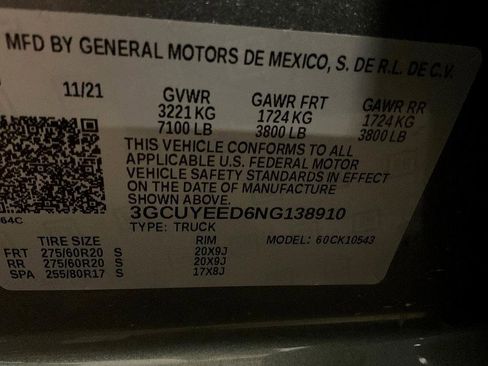 MFD BY GENERAL MOTORS DE MEXICO, S. DE R.L. DE C.V.
11/21 GVWR GAWR FRT GAWR RR
3221 KG 1724 KG 1724 KG
7100 LB 3800 LB 3800 LB
THIS VEHICLE CONFORMS TO ALL
APPLICABLE U.S. FEDERAL MOTOR
VEHICLE SAFETY STANDARDS IN EFFECT
ON THE DATE OF MANUFACTURE
SHOWN ABOVE.
3GCUYEED6NG138910
TYPE: TRUCK MODEL: 60CK10543
64C
TIRE SIZE RIM
FRT 275/60R20 S 20X9J
RR 275/60R20 S 20X9J
SPA 255/80R17 S 17X8J